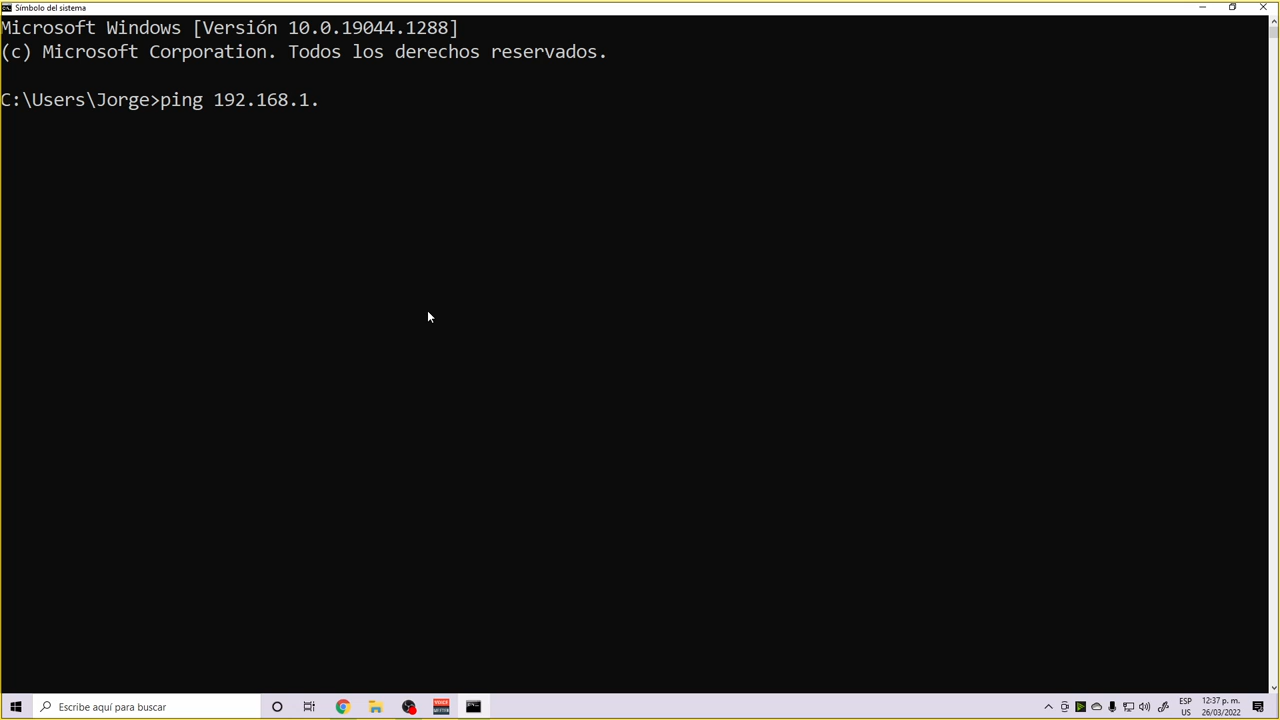 Símbolo del sistema
Microsoft Windows [Versión 10.0.19044.1288]
(c) Microsoft Corporation. Todos los derechos reservados.
C:\Users\Jorge>ping 192.168.1.
Escribe aquí para buscar
VOICE
ESP
US
12:37 p. m.
26/03/2022